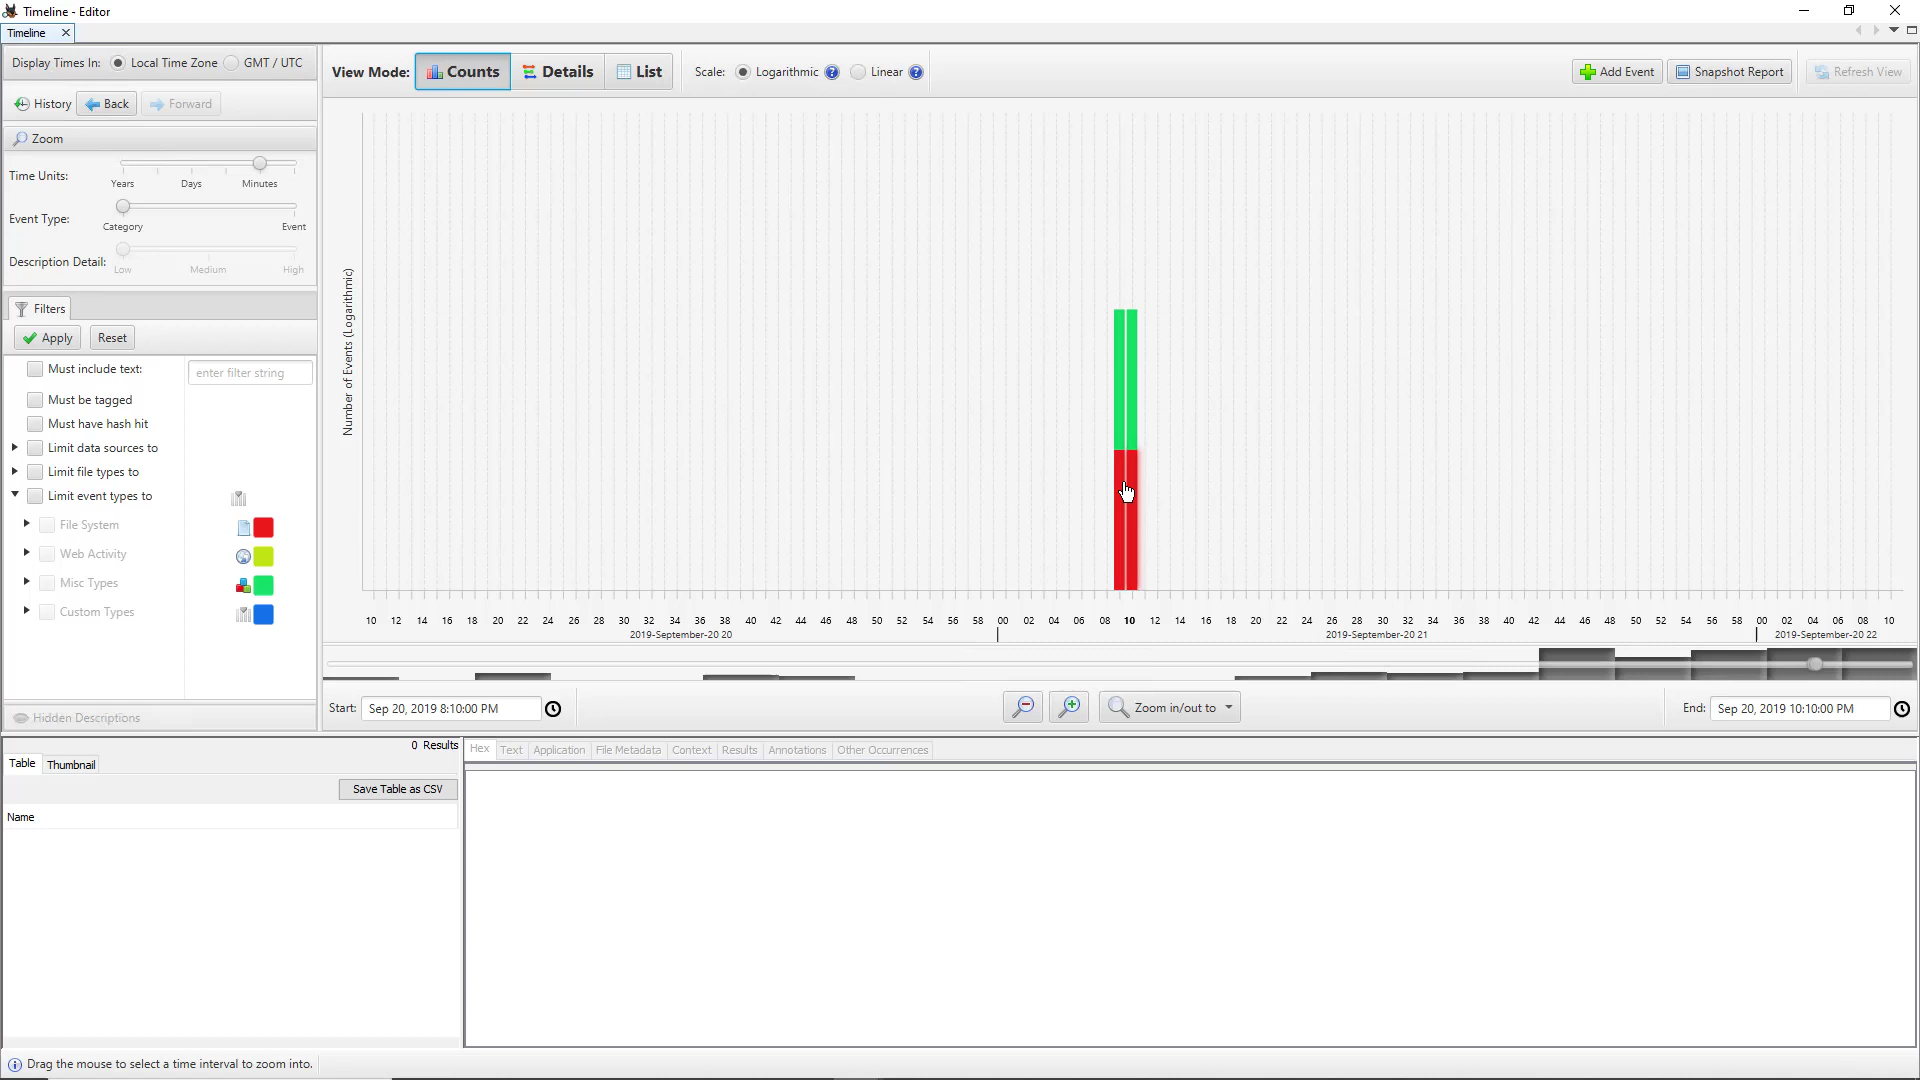 Timeline - Editor
Timeline
Display Times In: Local Time Zone GMT / UTC
View Mode: Counts Details List Scale: Logarithmic Linear Add Event Snapshot Report Refresh View
History Back Forward
Zoom
Time Units:
Years Days Minutes
Event Type:
Category Event
Description Detail:
Low Medium High
Filters
Apply Reset
Must include text: enter filter string
Must be tagged
Must have hash hit
Limit data sources to
Limit file types to
Limit event types to
File System
Web Activity
Misc Types
Custom Types
Hidden Descriptions
Number of Events (Logarithmic)
10 12 14 16 18 20 22 24 26 28 30 32 34 36 38 40 42 44 46 48 50 52 54 56 58 00 02 04 06 08 10 12 14 16 18 20 22 24 26 28 30 32 34 36 38 40 42 44 46 48 50 52 54 56 58 00 02 04 06 08 10
2019-September-20 20 2019-September-20 21 2019-September-20 22
Start: Sep 20, 2019 8:10:00 PM Zoom in/out to End: Sep 20, 2019 10:10:00 PM
0 Results
Table Thumbnail
Save Table as CSV
Name
Hex Text Application File Metadata Context Results Annotations Other Occurrences
Drag the mouse to select a time interval to zoom into.